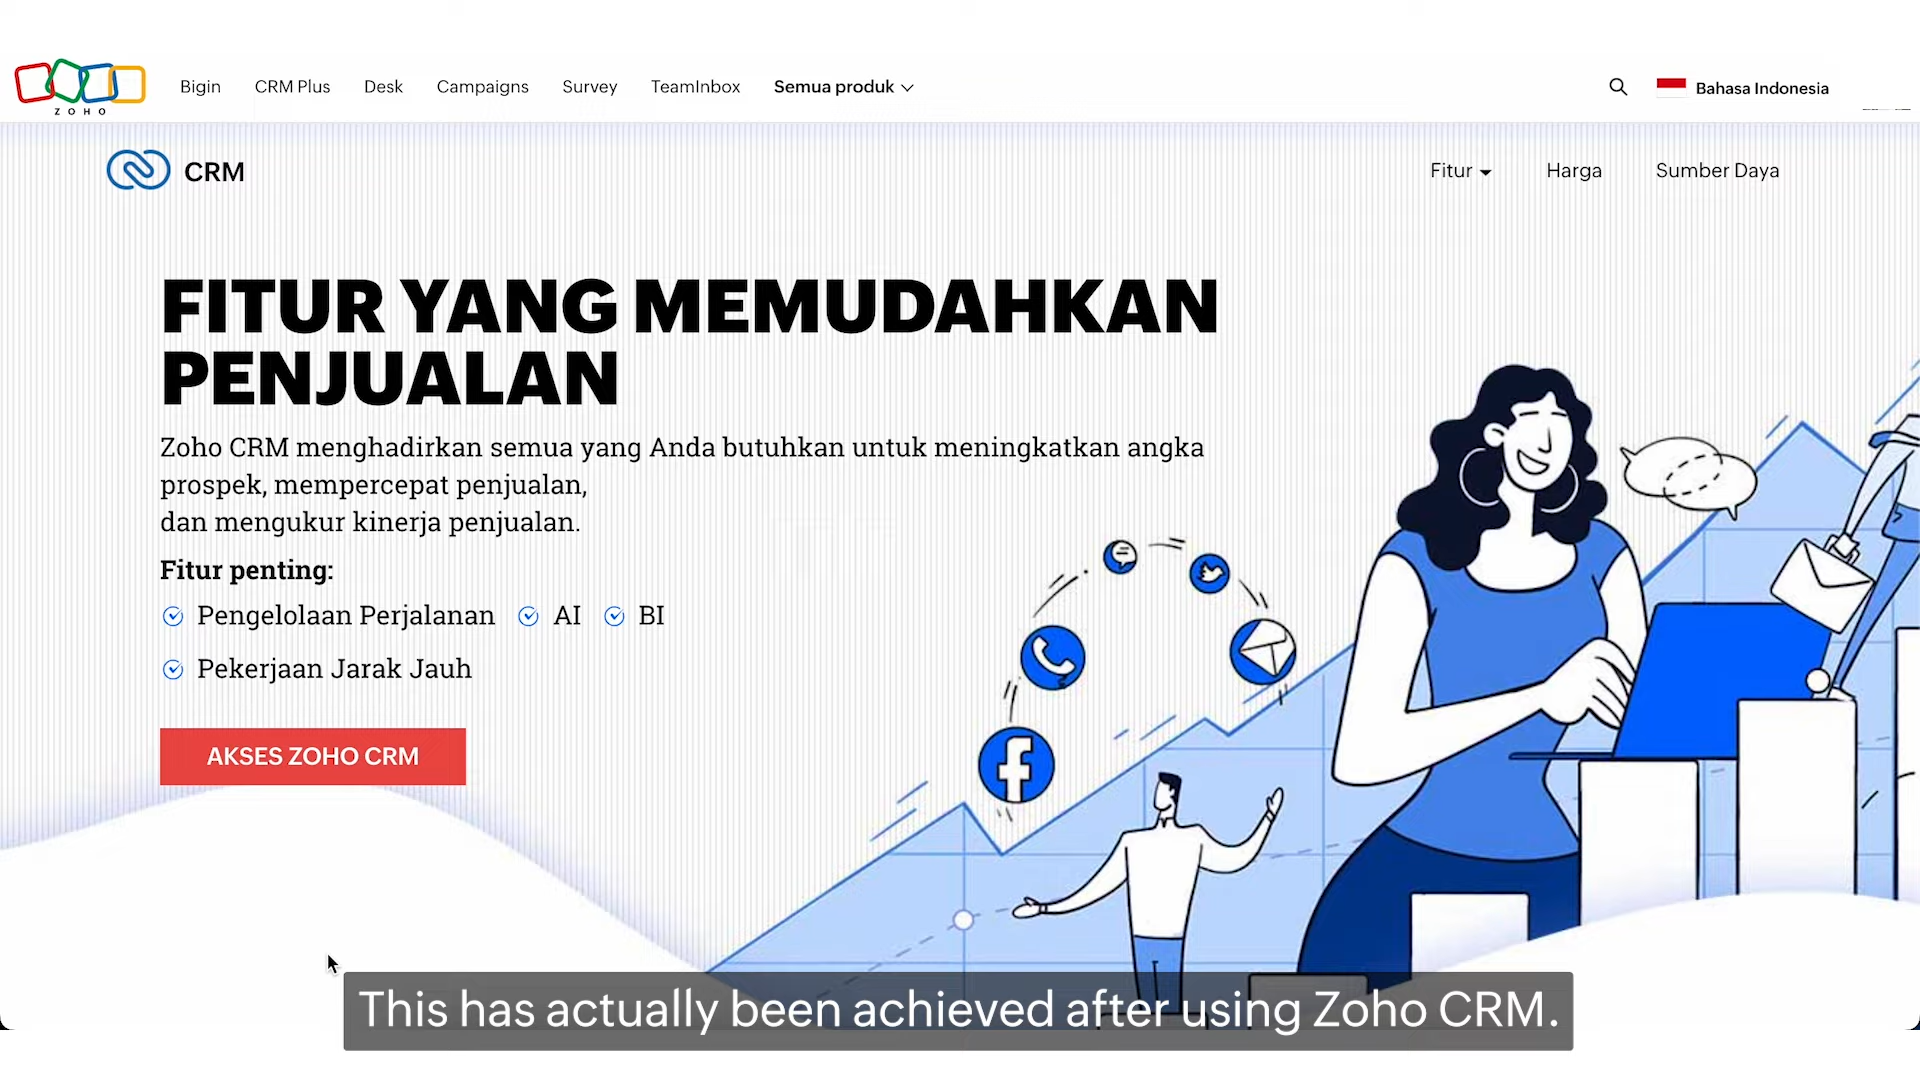 ZOHO
Bigin
CRM Plus
Desk
Campaigns
Survey
TeamInbox
Semua produk
Bahasa Indonesia
CRM
Fitur
Harga
Sumber Daya
FITUR YANG MEMUDAHKAN
PENJUALAN
Zoho CRM menghadirkan semua yang Anda butuhkan untuk meningkatkan angka
prospek, mempercepat penjualan,
dan mengukur kinerja penjualan.
Fitur penting:
Pengelolaan Perjalanan
AI
BI
Pekerjaan Jarak Jauh
AKSES ZOHO CRM
This has actually been achieved after using Zoho CRM.